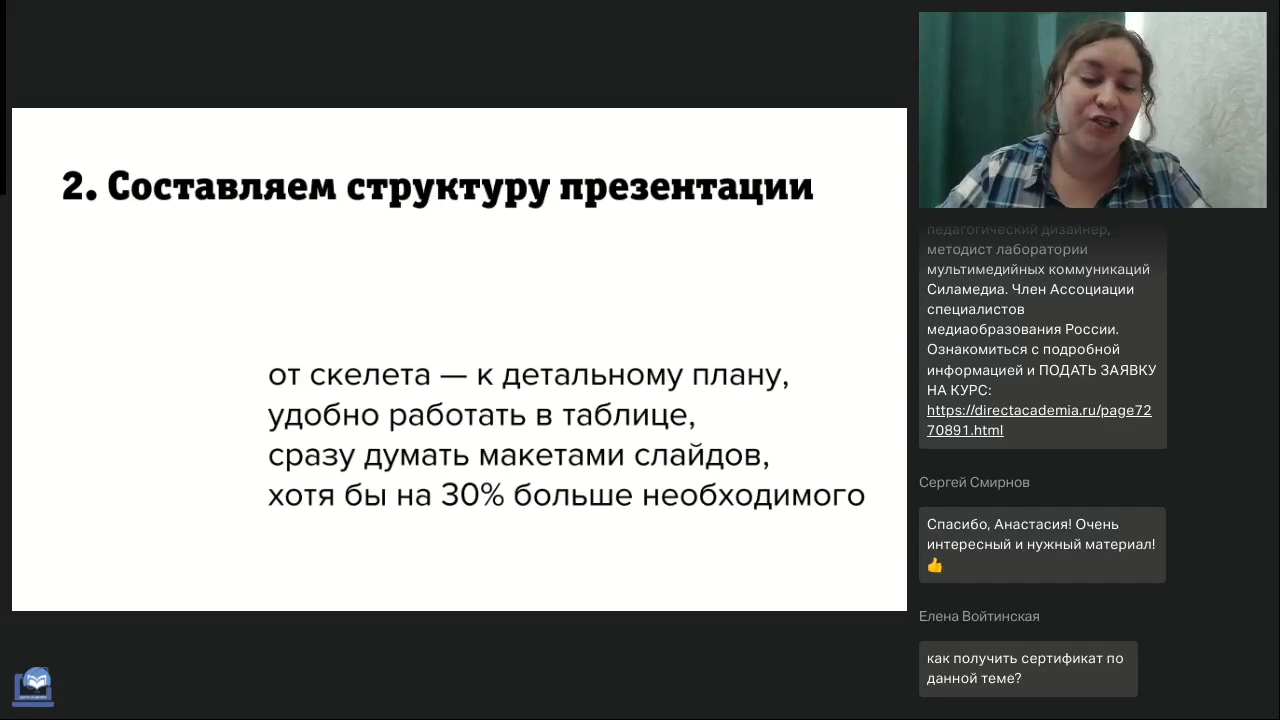 2. Составляем структуру презентации
от скелета — к детальному плану,
удобно работать в таблице,
сразу думать макетами слайдов,
хотя бы на 30% больше необходимого
педагогический дизайнер,
методист лаборатории
мультимедийных коммуникаций
Силамедиа. Член Ассоциации
специалистов
медиаобразования России.
Ознакомиться с подробной
информацией и ПОДАТЬ ЗАЯВКУ
НА КУРС:
https://directacademia.ru/page72
70891.html
Сергей Смирнов
Спасибо, Анастасия! Очень
интересный и нужный материал!
👍
Елена Войтинская
как получить сертификат по
данной теме?